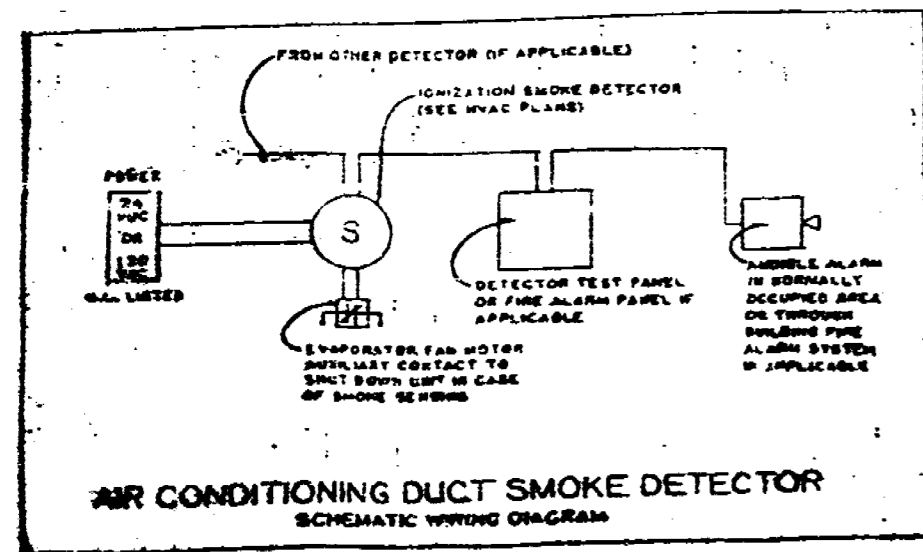 FROM OTHER DETECTOR (IF APPLICABLE)
IONIZATION SMOKE DETECTOR
(SEE HVAC PLANS)
POWER
24
OR
120
U.L. LISTED
S
DETECTOR TEST PANEL
OR FIRE ALARM PANEL IF
APPLICABLE
AUDIBLE ALARM
IN NORMALLY
OCCUPIED AREA
OR THROUGH
BUILDING FIRE
ALARM SYSTEM
IF APPLICABLE
EVAPORATOR FAN MOTOR
AUXILIARY CONTACT TO
SHUT DOWN UNIT IN CASE
OF SMOKE SENSING
AIR CONDITIONING DUCT SMOKE DETECTOR
SCHEMATIC WIRING DIAGRAM